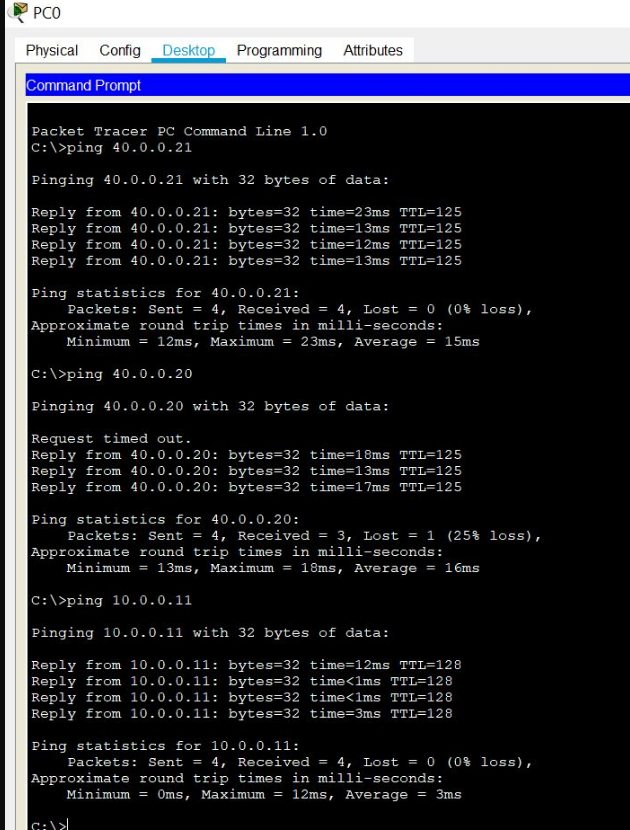 PC0
Physical Config Desktop Programming Attributes
Command Prompt
Packet Tracer PC Command Line 1.0
C:\>ping 40.0.0.21
Pinging 40.0.0.21 with 32 bytes of data:
Reply from 40.0.0.21: bytes=32 time=23ms TTL=125
Reply from 40.0.0.21: bytes=32 time=13ms TTL=125
Reply from 40.0.0.21: bytes=32 time=12ms TTL=125
Reply from 40.0.0.21: bytes=32 time=13ms TTL=125
Ping statistics for 40.0.0.21:
Packets: Sent = 4, Received = 4, Lost = 0 (0% loss),
Approximate round trip times in milli-seconds:
Minimum = 12ms, Maximum = 23ms, Average = 15ms
C:\>ping 40.0.0.20
Pinging 40.0.0.20 with 32 bytes of data:
Request timed out.
Reply from 40.0.0.20: bytes=32 time=18ms TTL=125
Reply from 40.0.0.20: bytes=32 time=13ms TTL=125
Reply from 40.0.0.20: bytes=32 time=17ms TTL=125
Ping statistics for 40.0.0.20:
Packets: Sent = 4, Received = 3, Lost = 1 (25% loss),
Approximate round trip times in milli-seconds:
Minimum = 13ms, Maximum = 18ms, Average = 16ms
C:\>ping 10.0.0.11
Pinging 10.0.0.11 with 32 bytes of data:
Reply from 10.0.0.11: bytes=32 time=12ms TTL=128
Reply from 10.0.0.11: bytes=32 time<1ms TTL=128
Reply from 10.0.0.11: bytes=32 time<1ms TTL=128
Reply from 10.0.0.11: bytes=32 time=3ms TTL=128
Ping statistics for 10.0.0.11:
Packets: Sent = 4, Received = 4, Lost = 0 (0% loss),
Approximate round trip times in milli-seconds:
Minimum = 0ms, Maximum = 12ms, Average = 3ms
C:\>